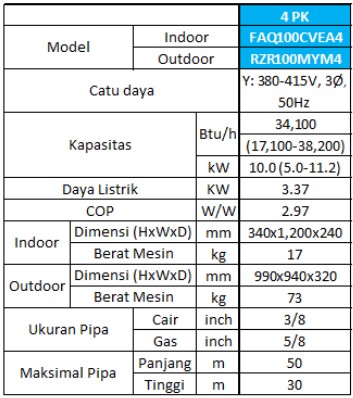 4 PK
Model Indoor FAQ100CVEA4
Outdoor RZR100MYM4
Catu daya Y: 380-415V, 3Ø, 50Hz
Kapasitas Btu/h 34,100
(17,100-38,200)
kW 10.0 (5.0-11.2)
Daya Listrik KW 3.37
COP W/W 2.97
Indoor Dimensi (HxWxD) mm 340x1,200x240
Berat Mesin kg 17
Outdoor Dimensi (HxWxD) mm 990x940x320
Berat Mesin kg 73
Ukuran Pipa Cair inch 3/8
Gas inch 5/8
Maksimal Pipa Panjang m 50
Tinggi m 30